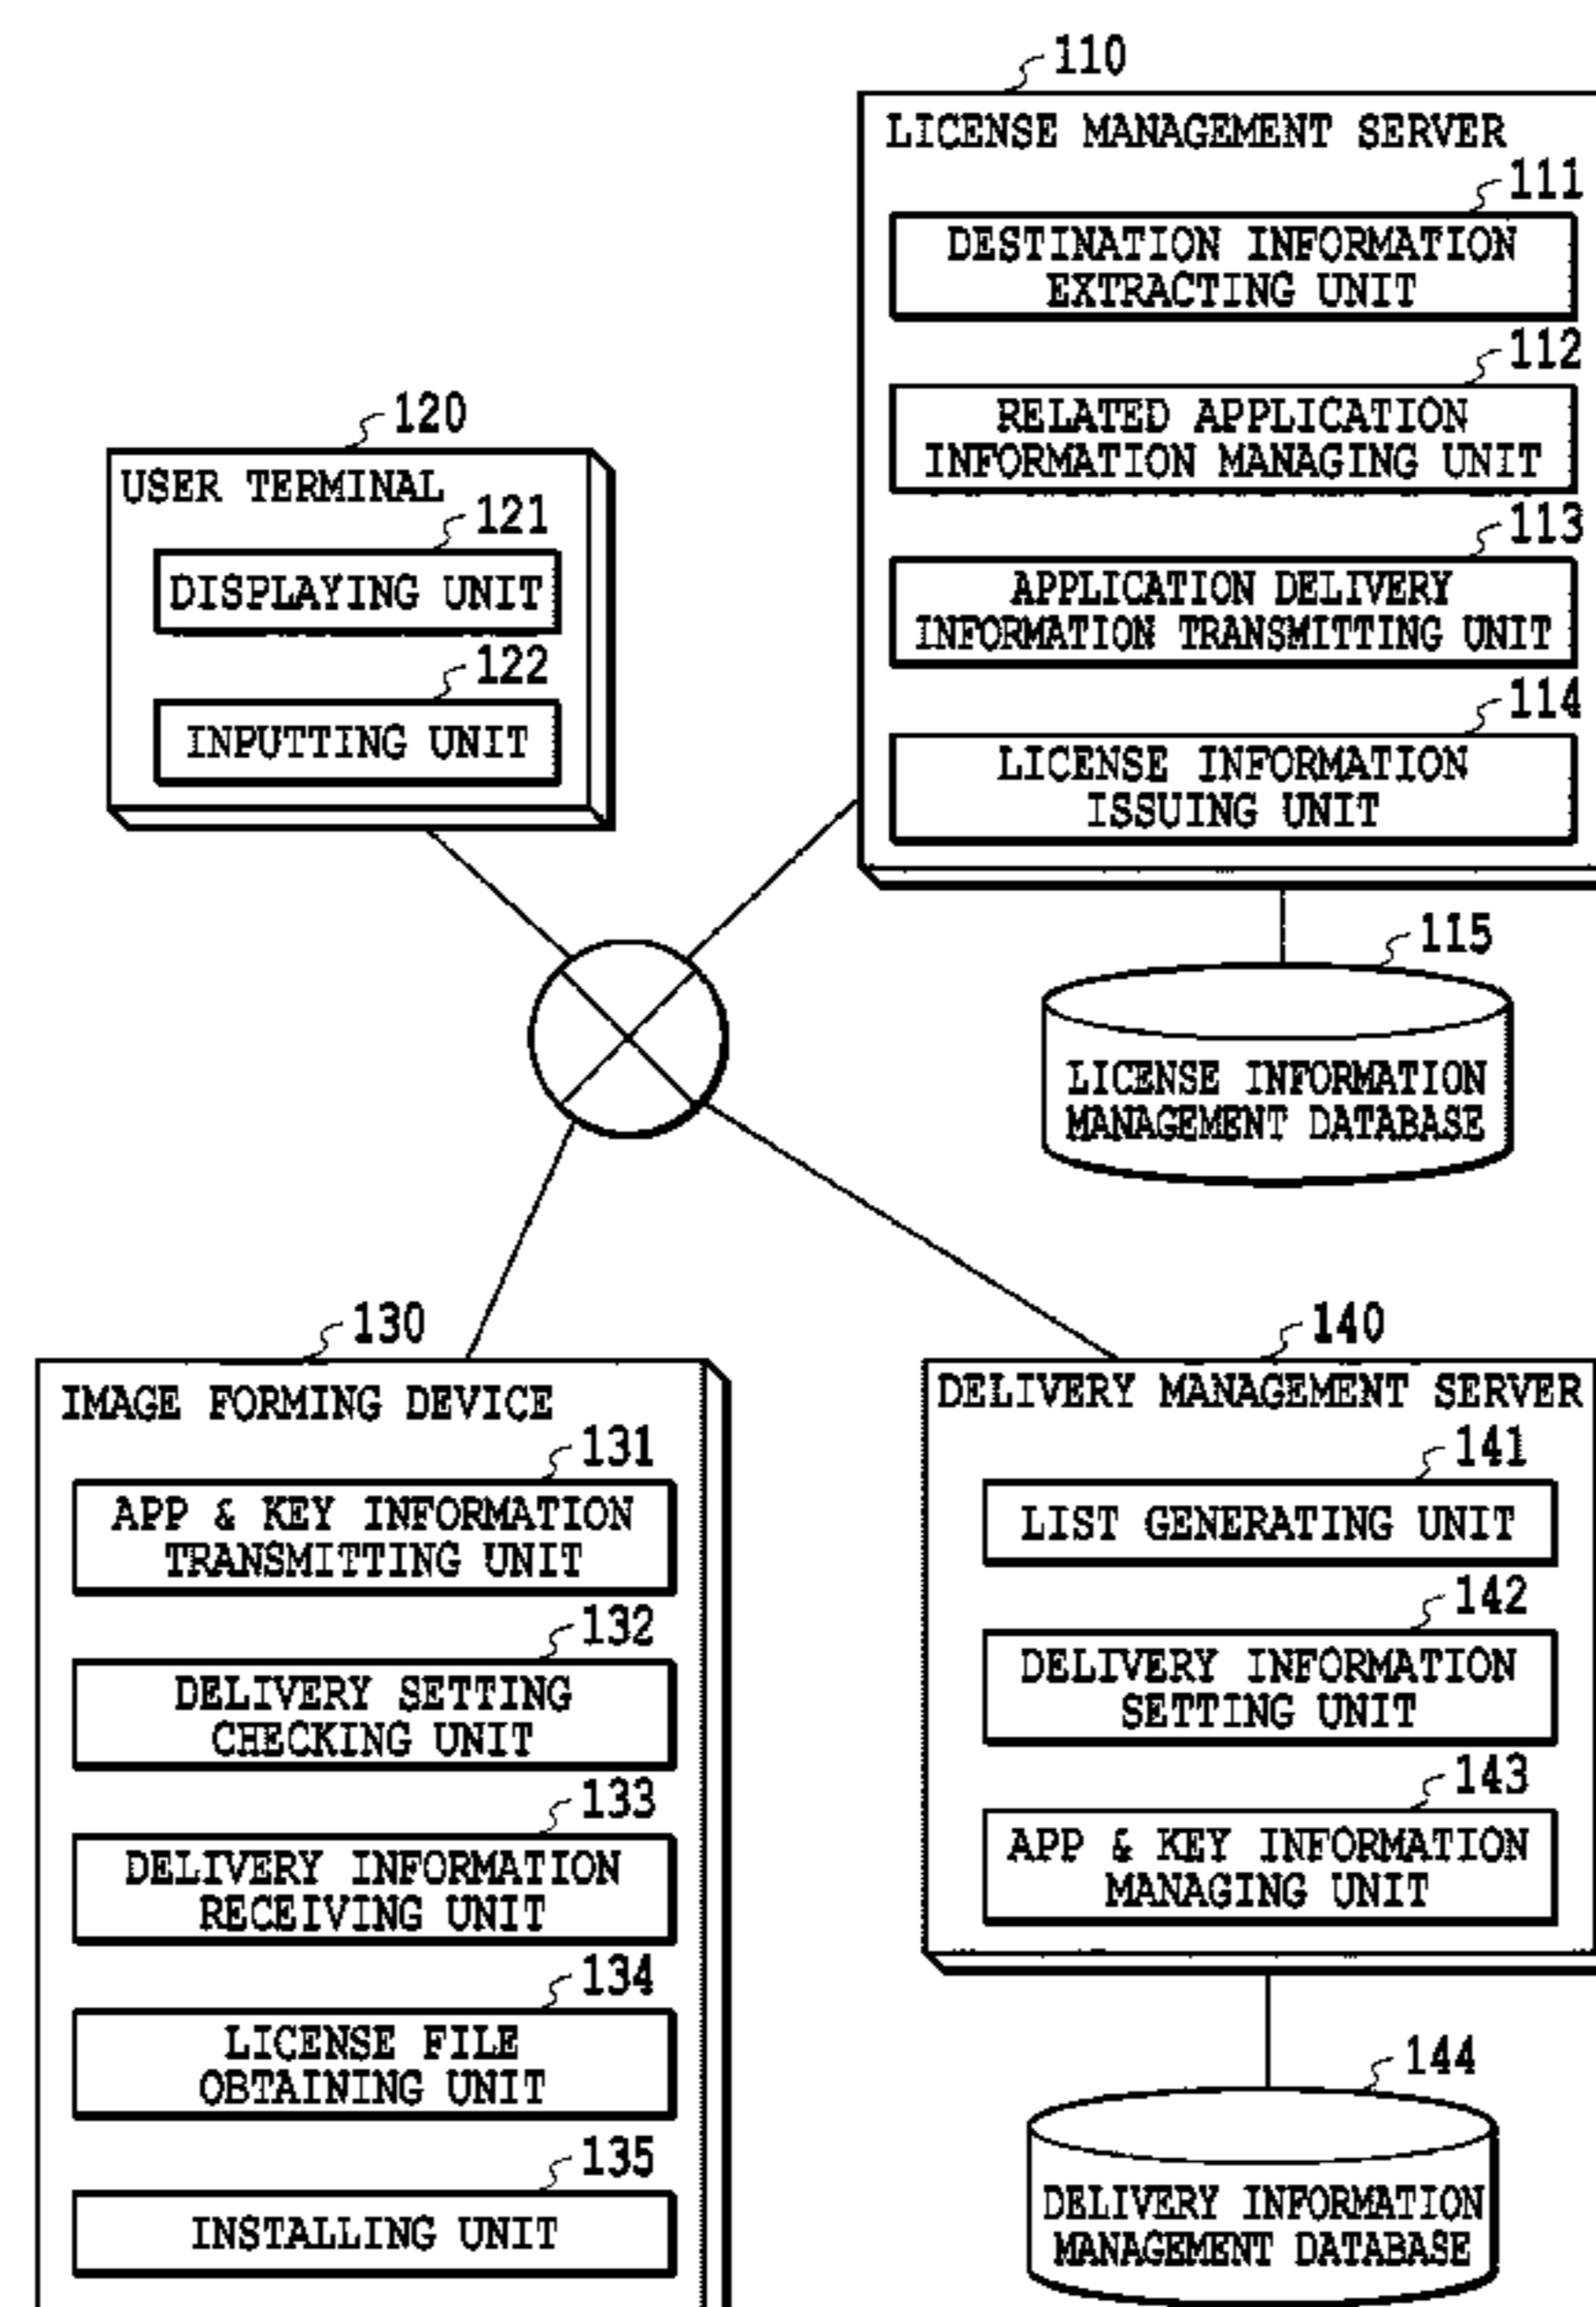 110
LICENSE MANAGEMENT SERVER
111
DESTINATION INFORMATION
EXTRACTING UNIT
112
RELATED APPLICATION
INFORMATION MANAGING UNIT
113
APPLICATION DELIVERY
INFORMATION TRANSMITTING UNIT
114
LICENSE INFORMATION
ISSUING UNIT
115
LICENSE INFORMATION
MANAGEMENT DATABASE
120
USER TERMINAL
121
DISPLAYING UNIT
122
INPUTTING UNIT
130
IMAGE FORMING DEVICE
131
APP & KEY INFORMATION
TRANSMITTING UNIT
132
DELIVERY SETTING
CHECKING UNIT
133
DELIVERY INFORMATION
RECEIVING UNIT
134
LICENSE FILE
OBTAINING UNIT
135
INSTALLING UNIT
140
DELIVERY MANAGEMENT SERVER
141
LIST GENERATING UNIT
142
DELIVERY INFORMATION
SETTING UNIT
143
APP & KEY INFORMATION
MANAGING UNIT
144
DELIVERY INFORMATION
MANAGEMENT DATABASE